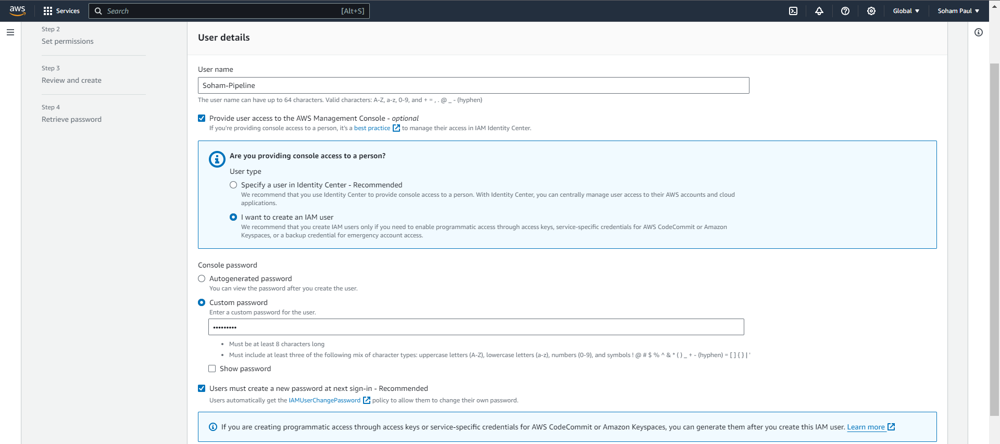 aws
Services
Search
[Alt+S]
Global
Soham Paul
Step 2
Set permissions
Step 3
Review and create
Step 4
Retrieve password
User details
User name
Soham-Pipeline
The user name can have up to 64 characters. Valid characters: A-Z, a-z, 0-9, and + = , . @ _ - (hyphen)
Provide user access to the AWS Management Console - optional
If you're providing console access to a person, it's a best practice to manage their access in IAM Identity Center.
Are you providing console access to a person?
User type
Specify a user in Identity Center - Recommended
We recommend that you use Identity Center to provide console access to a person. With Identity Center, you can centrally manage user access to their AWS accounts and cloud
applications.
I want to create an IAM user
We recommend that you create IAM users only if you need to enable programmatic access through access keys, service-specific credentials for AWS CodeCommit or Amazon
Keyspaces, or a backup credential for emergency account access.
Console password
Autogenerated password
You can view the password after you create the user.
Custom password
Enter a custom password for the user.
•••••••••
• Must be at least 8 characters long
• Must include at least three of the following mix of character types: uppercase letters (A-Z), lowercase letters (a-z), numbers (0-9), and symbols ! @ # $ % ^ & * ( ) _ + - (hyphen) = [ ] { } | '
Show password
Users must create a new password at next sign-in - Recommended
Users automatically get the IAMUserChangePassword policy to allow them to change their own password.
If you are creating programmatic access through access keys or service-specific credentials for AWS CodeCommit or Amazon Keyspaces, you can generate them after you create this IAM user. Learn more